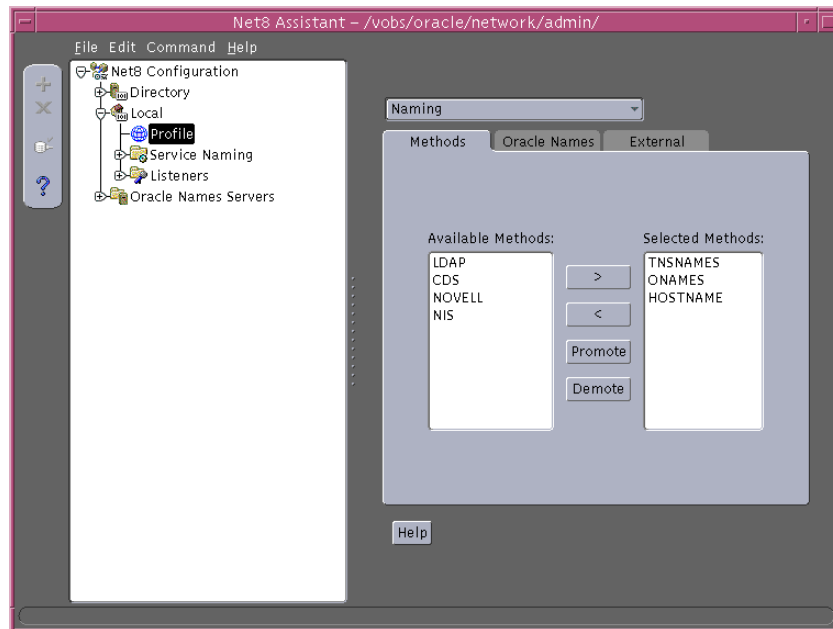 Net8 Assistant – /vobs/oracle/network/admin/
File Edit Command Help
Net8 Configuration
Directory
Local
Profile
Service Naming
Listeners
Oracle Names Servers
Naming
Methods Oracle Names External
Available Methods: Selected Methods:
LDAP
CDS
NOVELL
NIS
>
<
Promote
Demote
TNSNAMES
ONAMES
HOSTNAME
Help